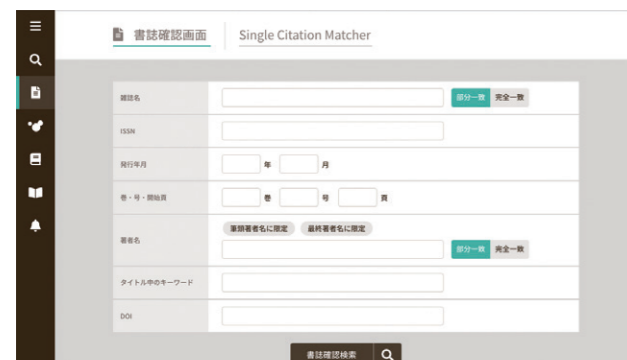 書誌確認画面 Single Citation Matcher
雑誌名 部分一致 完全一致
ISSN
発行年月 年 月
巻・号・開始頁 巻 号 頁
筆頭著者名に限定 最終著者名に限定
著者名 部分一致 完全一致
タイトル中のキーワード
DOI
書誌確認検索